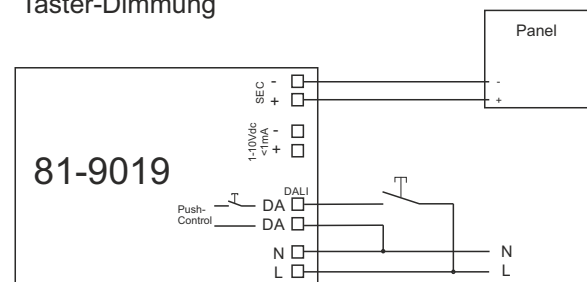 Taster-Dimmung
Panel
SEC
-
+
-
+
1-10Vdc
<1mA
-
+
81-9019
DALI
Push-
Control
DA
DA
N
L
N
L